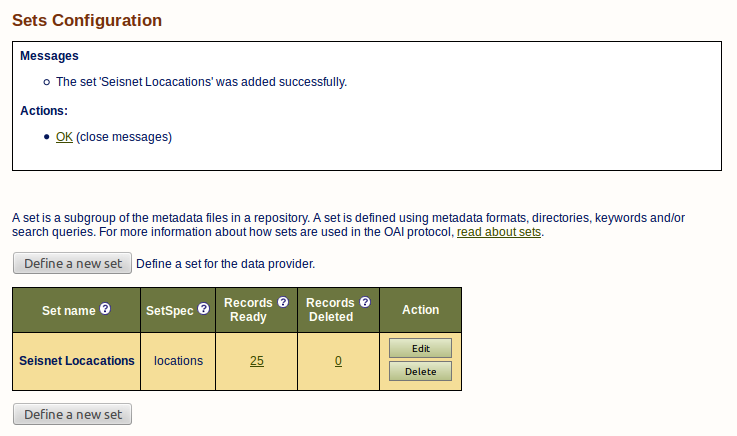 Sets Configuration
Messages
The set 'Seisnet Locacations' was added successfully.
Actions:
OK (close messages)
A set is a subgroup of the metadata files in a repository. A set is defined using metadata formats, directories, keywords and/or
search queries. For more information about how sets are used in the OAI protocol, read about sets.
Define a new set Define a set for the data provider.
Set name ? SetSpec ? Records ? Ready Records ? Deleted Action
Seisnet Locacations locations 25 0 Edit
Delete
Define a new set